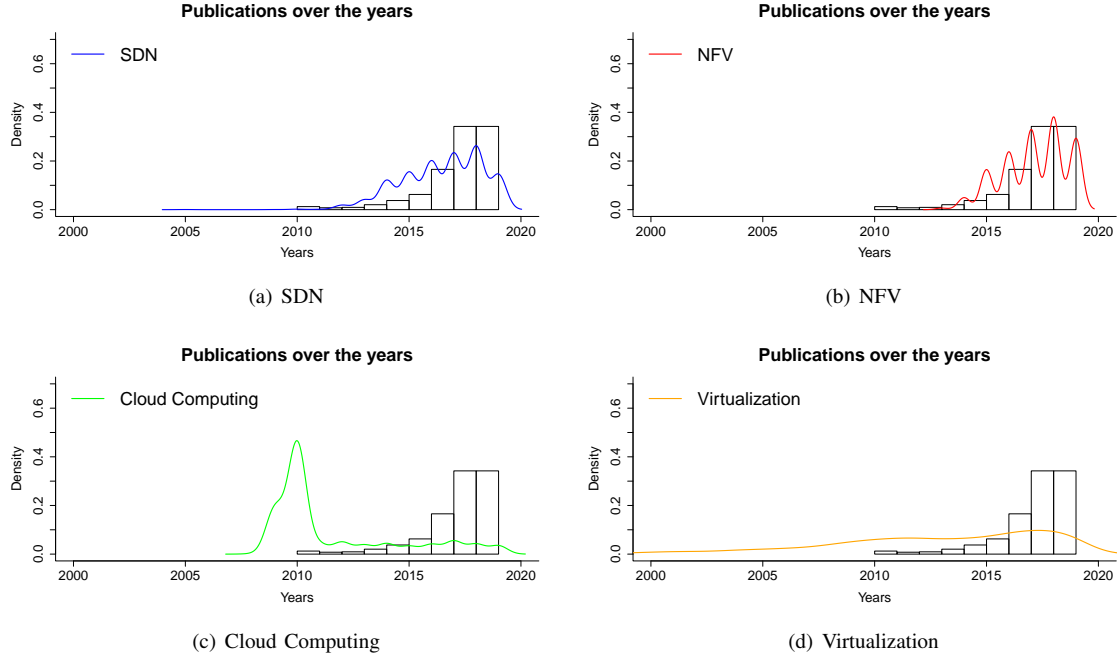 Publications over the years
SDN
Density
0.0 0.2 0.4 0.6
2000 2005 2010 2015 2020
Years
(a) SDN
Publications over the years
NFV
Density
0.0 0.2 0.4 0.6
2000 2005 2010 2015 2020
Years
(b) NFV
Publications over the years
Cloud Computing
Density
0.0 0.2 0.4 0.6
2000 2005 2010 2015 2020
Years
(c) Cloud Computing
Publications over the years
Virtualization
Density
0.0 0.2 0.4 0.6
2000 2005 2010 2015 2020
Years
(d) Virtualization